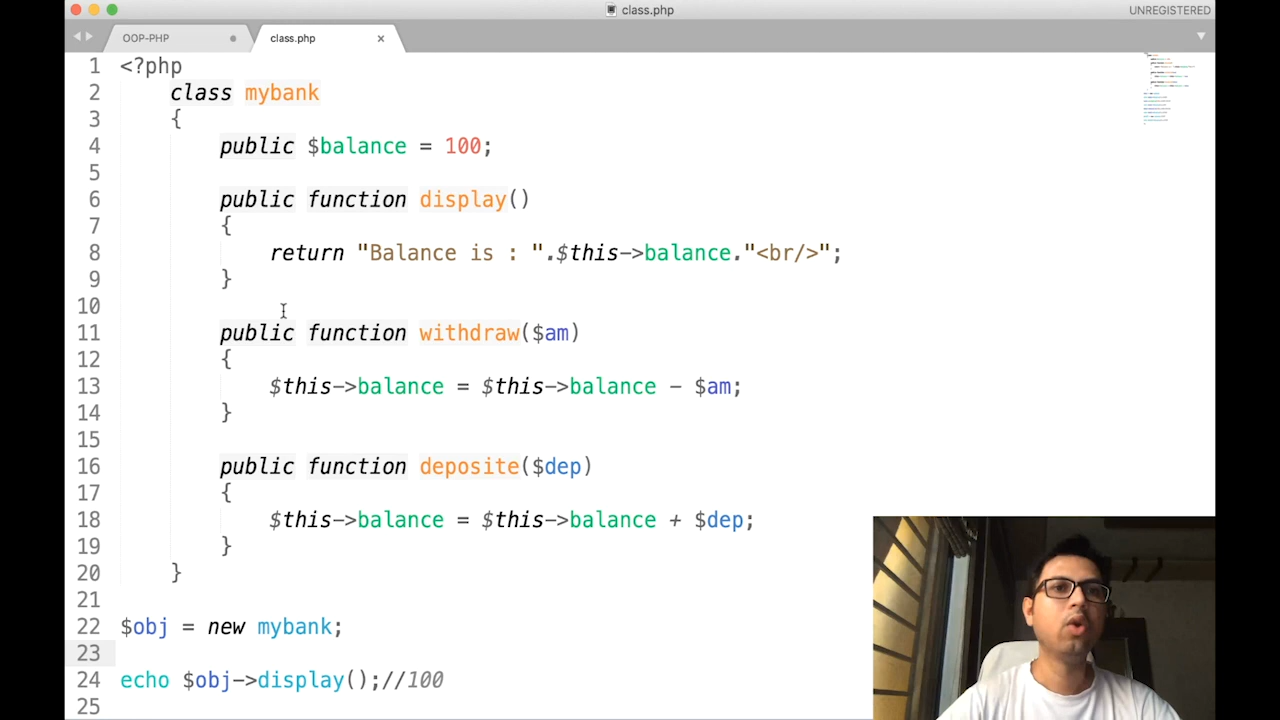 class.php
UNREGISTERED
OOP-PHP
class.php
1 <?php
2 class mybank
3 {
4 public $balance = 100;
5
6 public function display()
7 {
8 return "Balance is : ".$this->balance."<br/>";
9 }
10
11 public function withdraw($am)
12 {
13 $this->balance = $this->balance - $am;
14 }
15
16 public function deposite($dep)
17 {
18 $this->balance = $this->balance + $dep;
19 }
20 }
21
22 $obj = new mybank;
23
24 echo $obj->display();//100
25